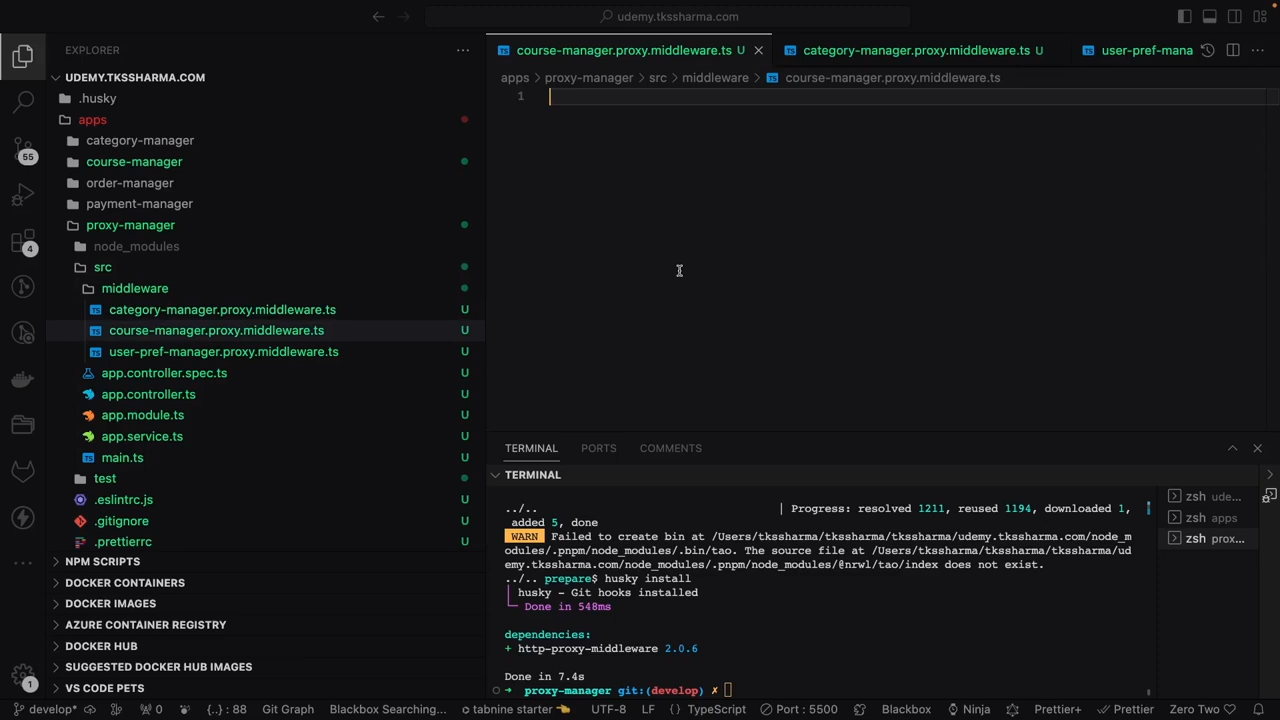 udemy.tkssharma.com
EXPLORER
UDEMY.TKSSHARMA.COM
.husky
apps
category-manager
course-manager
order-manager
payment-manager
proxy-manager
node_modules
src
middleware
category-manager.proxy.middleware.ts U
course-manager.proxy.middleware.ts U
user-pref-manager.proxy.middleware.ts U
app.controller.spec.ts U
app.controller.ts U
app.module.ts U
app.service.ts U
main.ts U
test
.eslintrc.js U
.gitignore U
.prettierrc U
NPM SCRIPTS
DOCKER CONTAINERS
DOCKER IMAGES
AZURE CONTAINER REGISTRY
DOCKER HUB
SUGGESTED DOCKER HUB IMAGES
VS CODE PETS
55
4
1
course-manager.proxy.middleware.ts U
category-manager.proxy.middleware.ts U
user-pref-mana
apps > proxy-manager > src > middleware > course-manager.proxy.middleware.ts
1
TERMINAL PORTS COMMENTS
TERMINAL
../.. | Progress: resolved 1211, reused 1194, downloaded 1,
added 5, done
WARN Failed to create bin at /Users/tkssharma/tkssharma/tkssharma/udemy.tkssharma.com/node_m
odules/.pnpm/node_modules/.bin/tao. The source file at /Users/tkssharma/tkssharma/tkssharma/ud
emy.tkssharma.com/node_modules/.pnpm/node_modules/@nrwl/tao/index does not exist.
../.. prepare$ husky install
husky - Git hooks installed
Done in 548ms
dependencies:
+ http-proxy-middleware 2.0.6
Done in 7.4s
➜ proxy-manager git:(develop) ✗
zsh ude...
zsh apps
zsh prox...
develop* 0 {..} : 88 Git Graph Blackbox Searching... tabnine starter UTF-8 LF { } TypeScript Port : 5500 Blackbox Ninja Prettier+ Prettier Zero Two